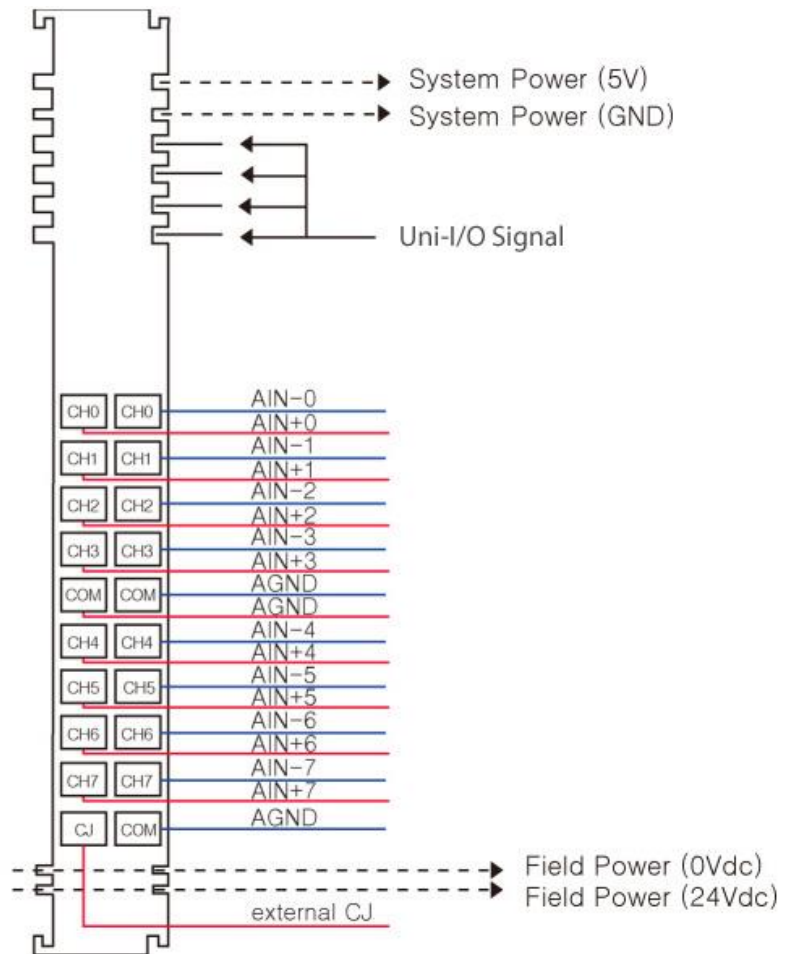 System Power (5V)
System Power (GND)
Uni-I/O Signal
CH0 CH0 AIN-0
AIN+0
CH1 CH1 AIN-1
AIN+1
CH2 CH2 AIN-2
AIN+2
CH3 CH3 AIN-3
AIN+3
COM COM AGND
AGND
CH4 CH4 AIN-4
AIN+4
CH5 CH5 AIN-5
AIN+5
CH6 CH6 AIN-6
AIN+6
CH7 CH7 AIN-7
AIN+7
CJ COM AGND
Field Power (0Vdc)
Field Power (24Vdc)
external CJ